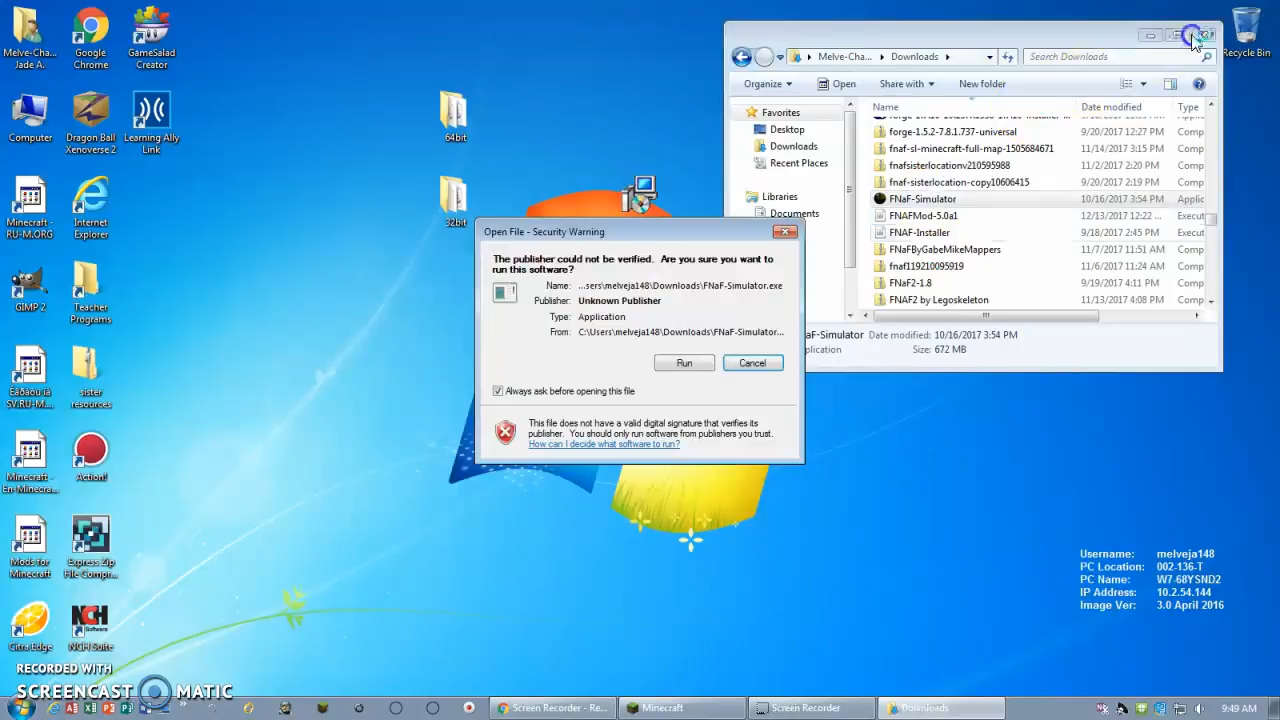 Melve-Cha...
Jade A.
Google
Chrome
GameSalad
Creator
Computer
Dragon Ball
Xenoverse 2
Learning Ally
Link
Minecraft -
RU-M.ORG
Internet
Explorer
GIMP 2
Teacher
Programs
sister
resources
Minecraft -
En-Minecra...
Action!
Mods for
Minecraft
Express Zip
File Compr...
Citra Edge
NCH Suite
64bit
32bit
Recycle Bin
Melve-Cha...
Downloads
Search Downloads
Organize
Open
Share with
New folder
Favorites
Desktop
Downloads
Recent Places
Libraries
Documents
Name
Date modified
Type
forge-1.5.2-7.8.1.737-universal 9/20/2017 12:27 PM Comp
fnaf-sl-minecraft-full-map-1505684671 11/14/2017 3:15 PM Comp
fnafsisterlocationv210595988 11/2/2017 2:20 PM Comp
fnaf-sisterlocation-copy10606415 9/20/2017 2:19 PM Comp
FNaF-Simulator 10/16/2017 3:54 PM Applic
FNAFMod-5.0a1 12/13/2017 12:22 ... Execut
FNAF-Installer 9/18/2017 2:45 PM Execut
FNaFByGabeMikeMappers 11/7/2017 11:51 AM Comp
fnaf119210095919 11/6/2017 11:24 AM Comp
FNaF2-1.8 9/19/2017 4:11 PM Comp
FNAF2 by Legoskeleton 11/13/2017 4:08 PM Comp
aF-Simulator Date modified: 10/16/2017 3:54 PM
plication Size: 672 MB
Open File - Security Warning
The publisher could not be verified. Are you sure you want to
run this software?
Name: ...sers\melveja148\Downloads\FNaF-Simulator.exe
Publisher: Unknown Publisher
Type: Application
From: C:\Users\melveja148\Downloads\FNaF-Simulator...
Run
Cancel
Always ask before opening this file
This file does not have a valid digital signature that verifies its
publisher. You should only run software from publishers you trust.
How can I decide what software to run?
Username: melveja148
PC Location: 002-136-T
PC Name: W7-68YSND2
IP Address: 10.2.54.144
Image Ver: 3.0 April 2016
RECORDED WITH
SCREENCAST MATIC
Screen Recorder - Re...
Minecraft
Screen Recorder
Downloads
9:49 AM